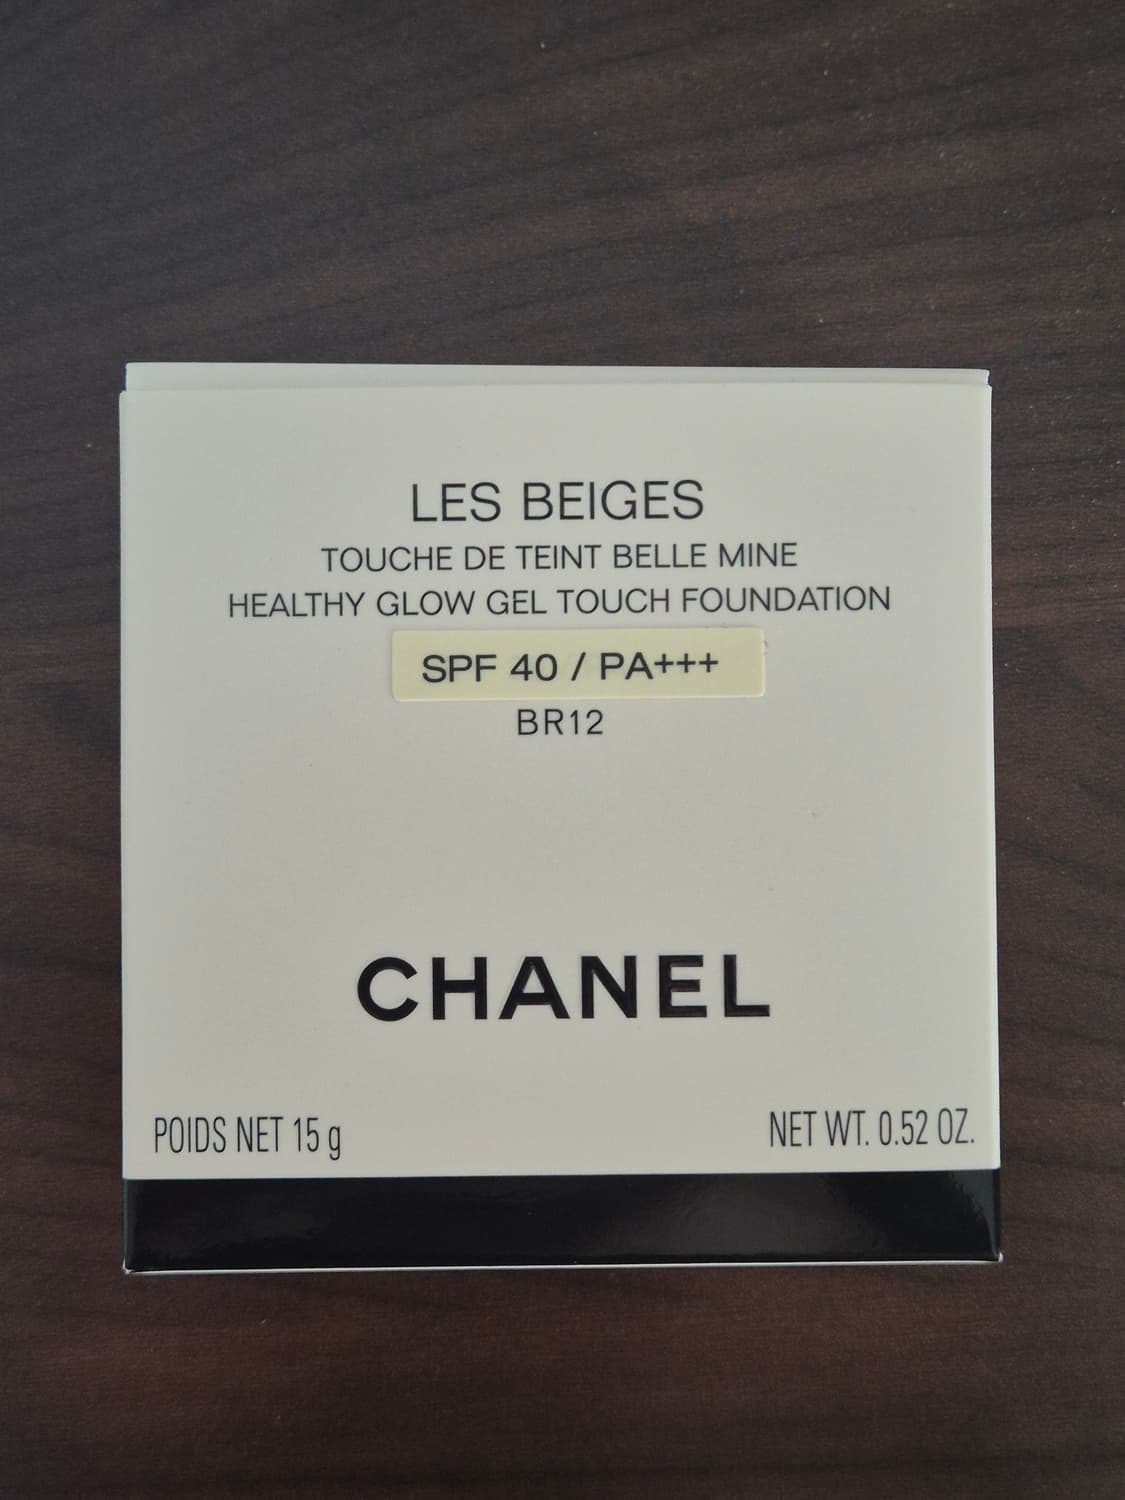 LES BEIGES
TOUCHE DE TEINT BELLE MINE
HEALTHY GLOW GEL TOUCH FOUNDATION
SPF 40 / PA+++
BR12
CHANEL
POIDS NET 15 g
NET WT. 0.52 OZ.